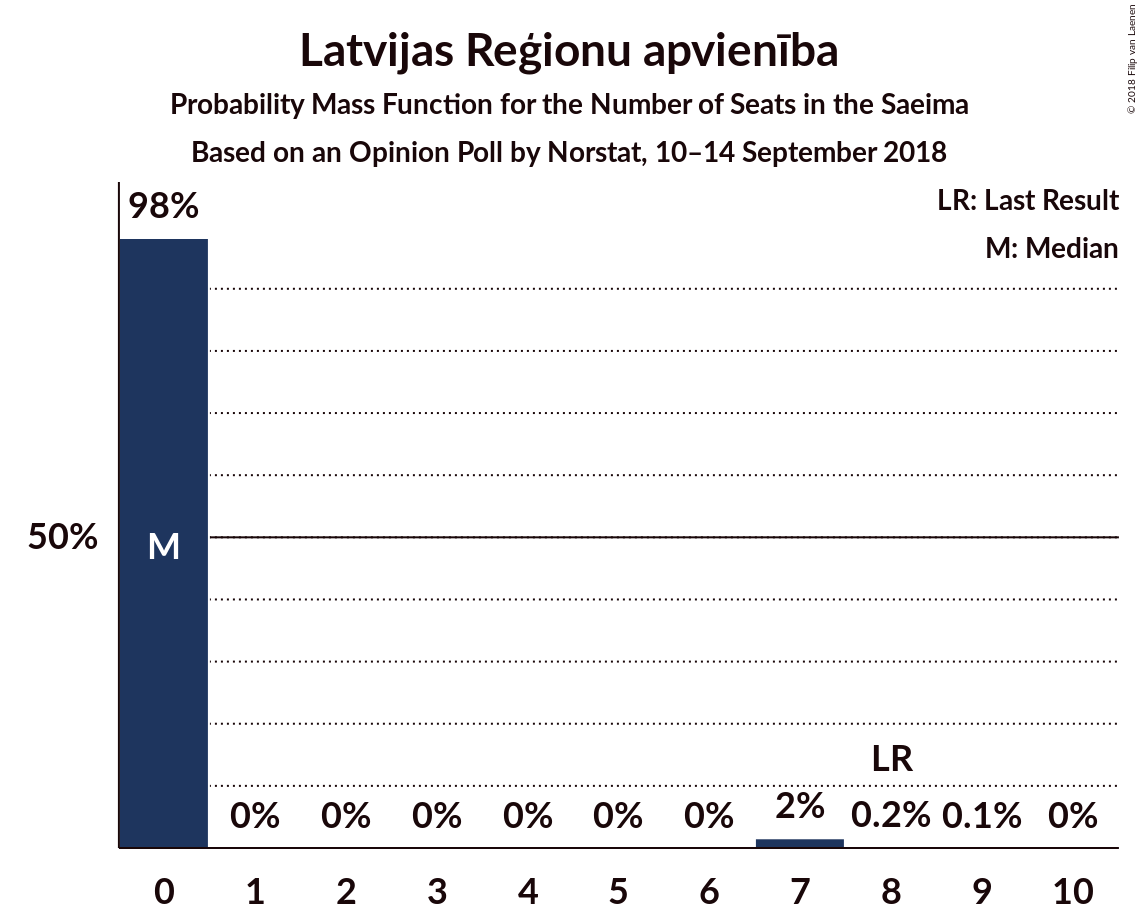 Latvijas Reģionu apvienība
Probability Mass Function for the Number of Seats in the Saeima
Based on an Opinion Poll by Norstat, 10–14 September 2018
© 2018 Filip van Laenen
LR: Last Result
M: Median
98%
50%
M
LR
0% 0% 0% 0% 0% 0% 2% 0.2% 0.1% 0%
0 1 2 3 4 5 6 7 8 9 10